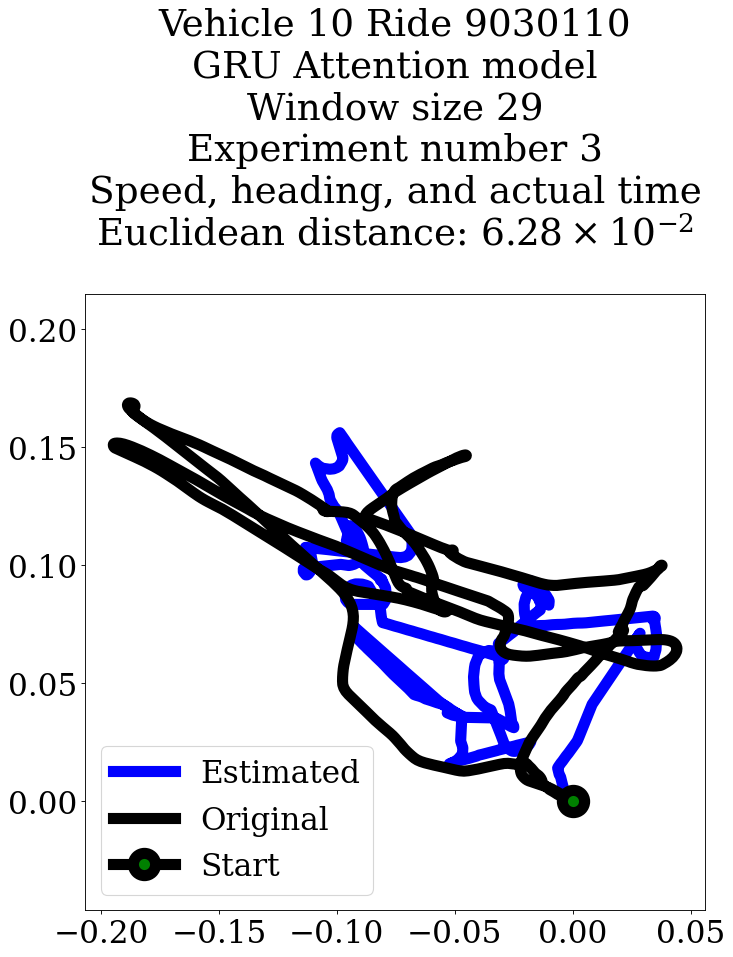 Vehicle 10 Ride 9030110
GRU Attention model
Window size 29
Experiment number 3
Speed, heading, and actual time
Euclidean distance: 6.28 × 10⁻²
0.20
0.15
0.10
0.05
0.00
Estimated
Original
Start
−0.20 −0.15 −0.10 −0.05 0.00 0.05